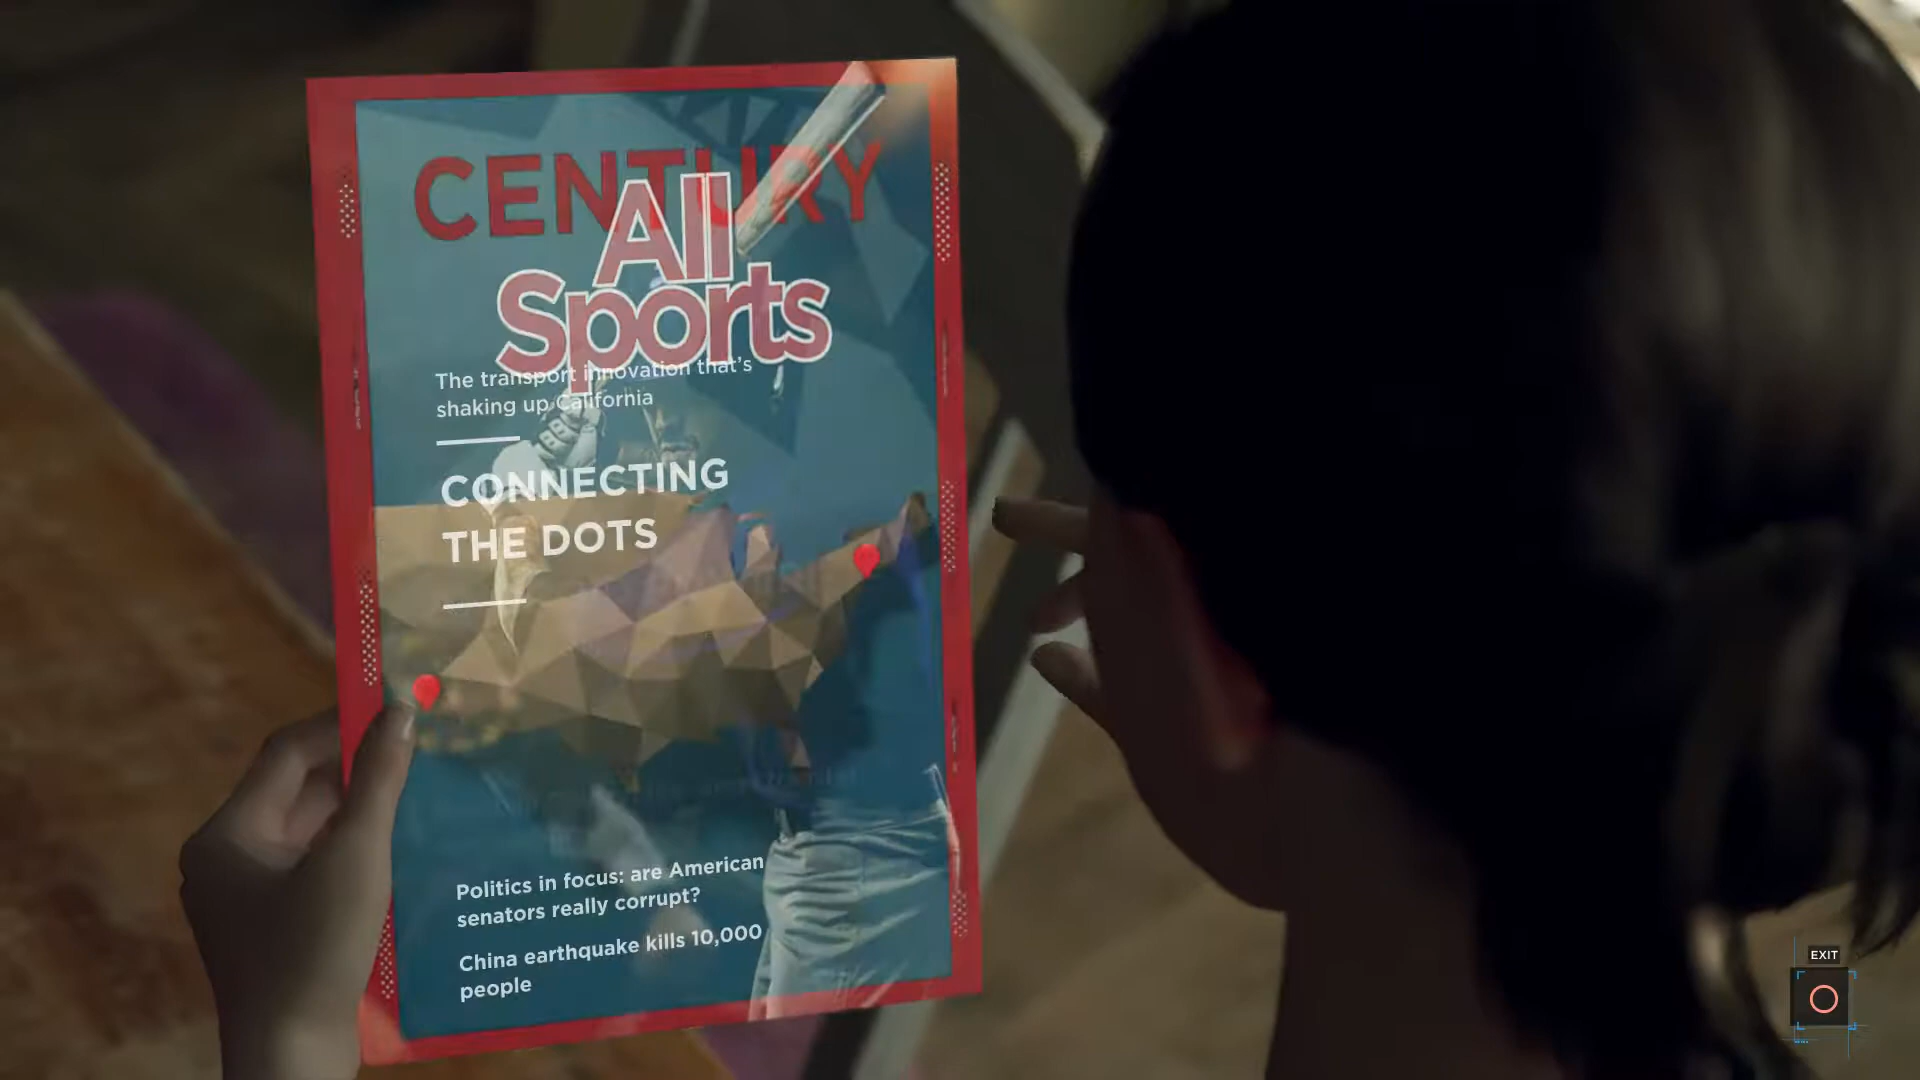 CENTURY
All
Sports
The transport innovation that's
shaking up California
CONNECTING
THE DOTS
Politics in focus: are American
senators really corrupt?
China earthquake kills 10,000
people
EXIT